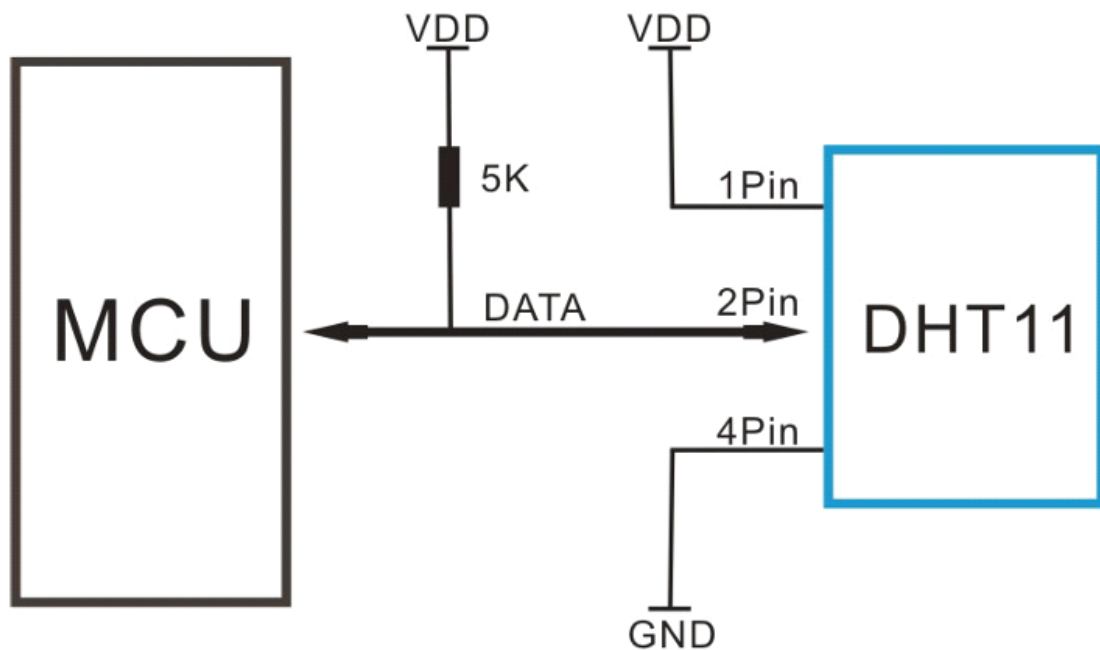 VDD
VDD
5K
1Pin
MCU
DATA
2Pin
DHT11
4Pin
GND